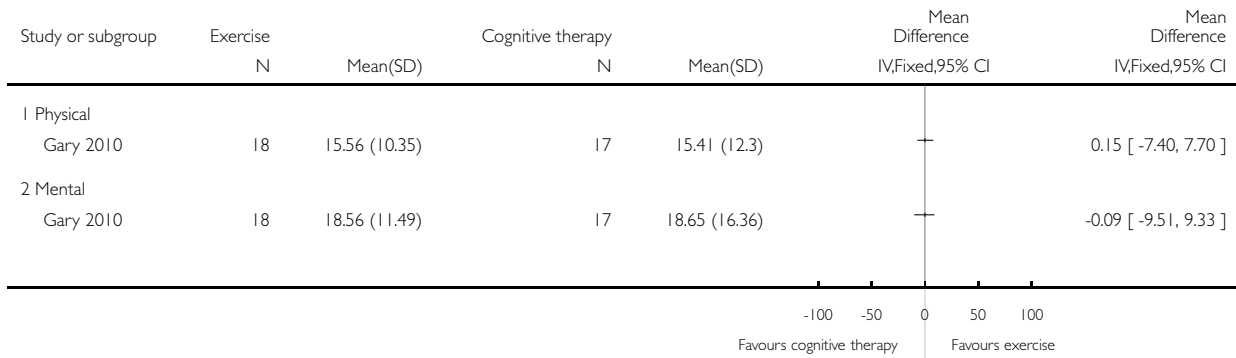 Study or subgroup Exercise Cognitive therapy Mean Difference Mean Difference
N Mean(SD) N Mean(SD) IV,Fixed,95% CI IV,Fixed,95% CI
1 Physical
Gary 2010 18 15.56 (10.35) 17 15.41 (12.3) 0.15 [ -7.40, 7.70 ]
2 Mental
Gary 2010 18 18.56 (11.49) 17 18.65 (16.36) -0.09 [ -9.51, 9.33 ]
-100 -50 0 50 100
Favours cognitive therapy Favours exercise